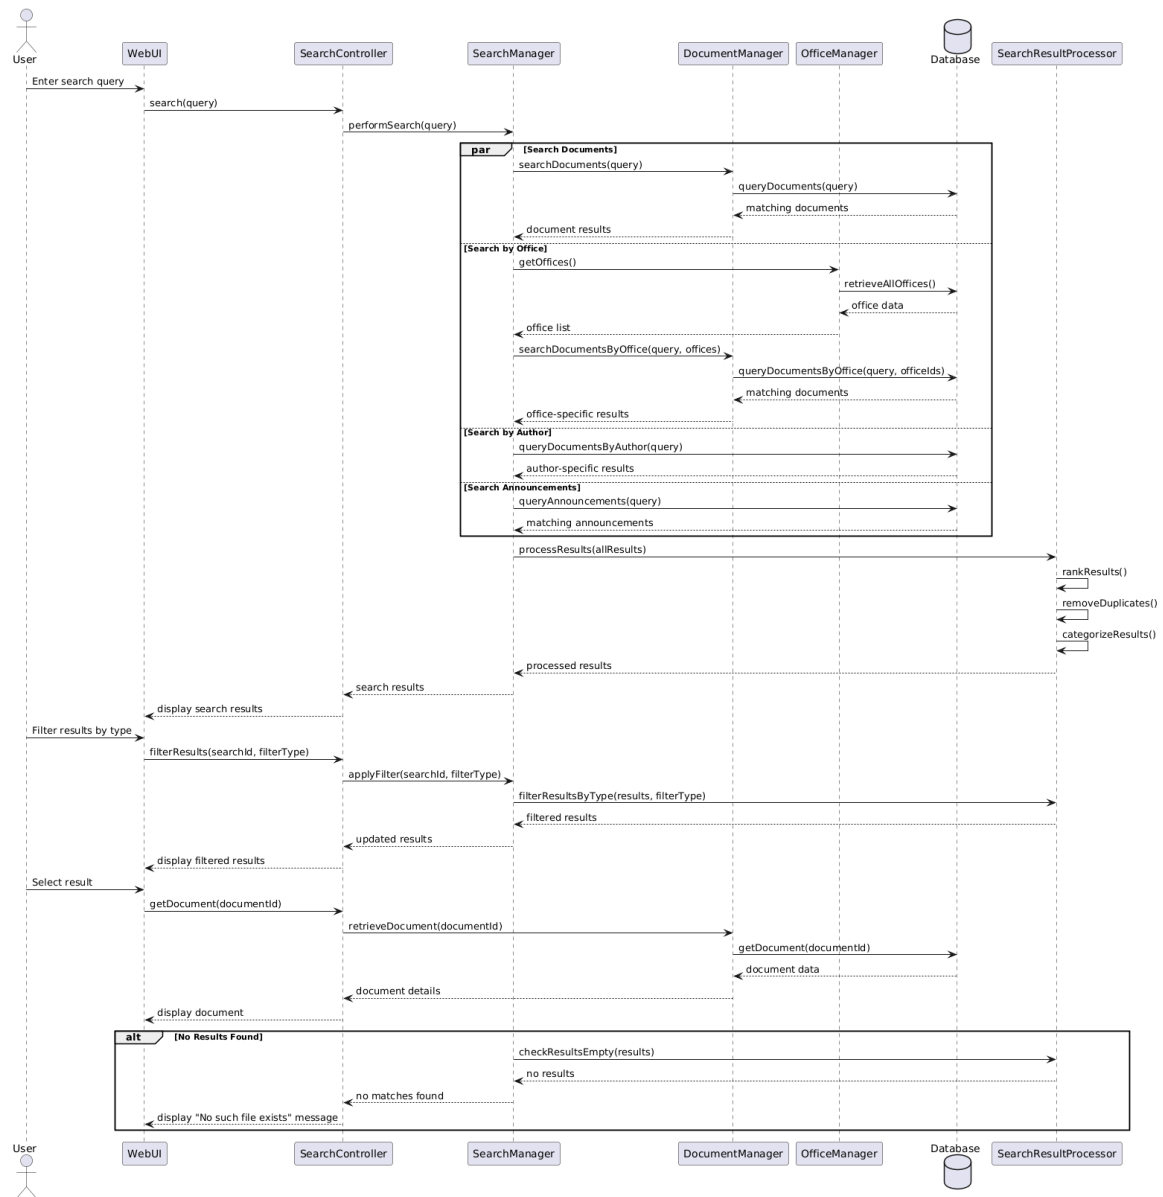 User
WebUI
SearchController
SearchManager
DocumentManager
OfficeManager
Database
SearchResultProcessor
Enter search query
search(query)
performSearch(query)
par [Search Documents]
searchDocuments(query)
queryDocuments(query)
matching documents
document results
[Search by Office]
getOffices()
retrieveAllOffices()
office data
office list
searchDocumentsByOffice(query, offices)
queryDocumentsByOffice(query, officeIds)
matching documents
office-specific results
[Search by Author]
queryDocumentsByAuthor(query)
author-specific results
[Search Announcements]
queryAnnouncements(query)
matching announcements
processResults(allResults)
rankResults()
removeDuplicates()
categorizeResults()
processed results
search results
display search results
Filter results by type
filterResults(searchId, filterType)
applyFilter(searchId, filterType)
filterResultsByType(results, filterType)
filtered results
updated results
display filtered results
Select result
getDocument(documentId)
retrieveDocument(documentId)
getDocument(documentId)
document data
document details
display document
alt [No Results Found]
checkResultsEmpty(results)
no results
no matches found
display "No such file exists" message
User
WebUI
SearchController
SearchManager
DocumentManager
OfficeManager
Database
SearchResultProcessor